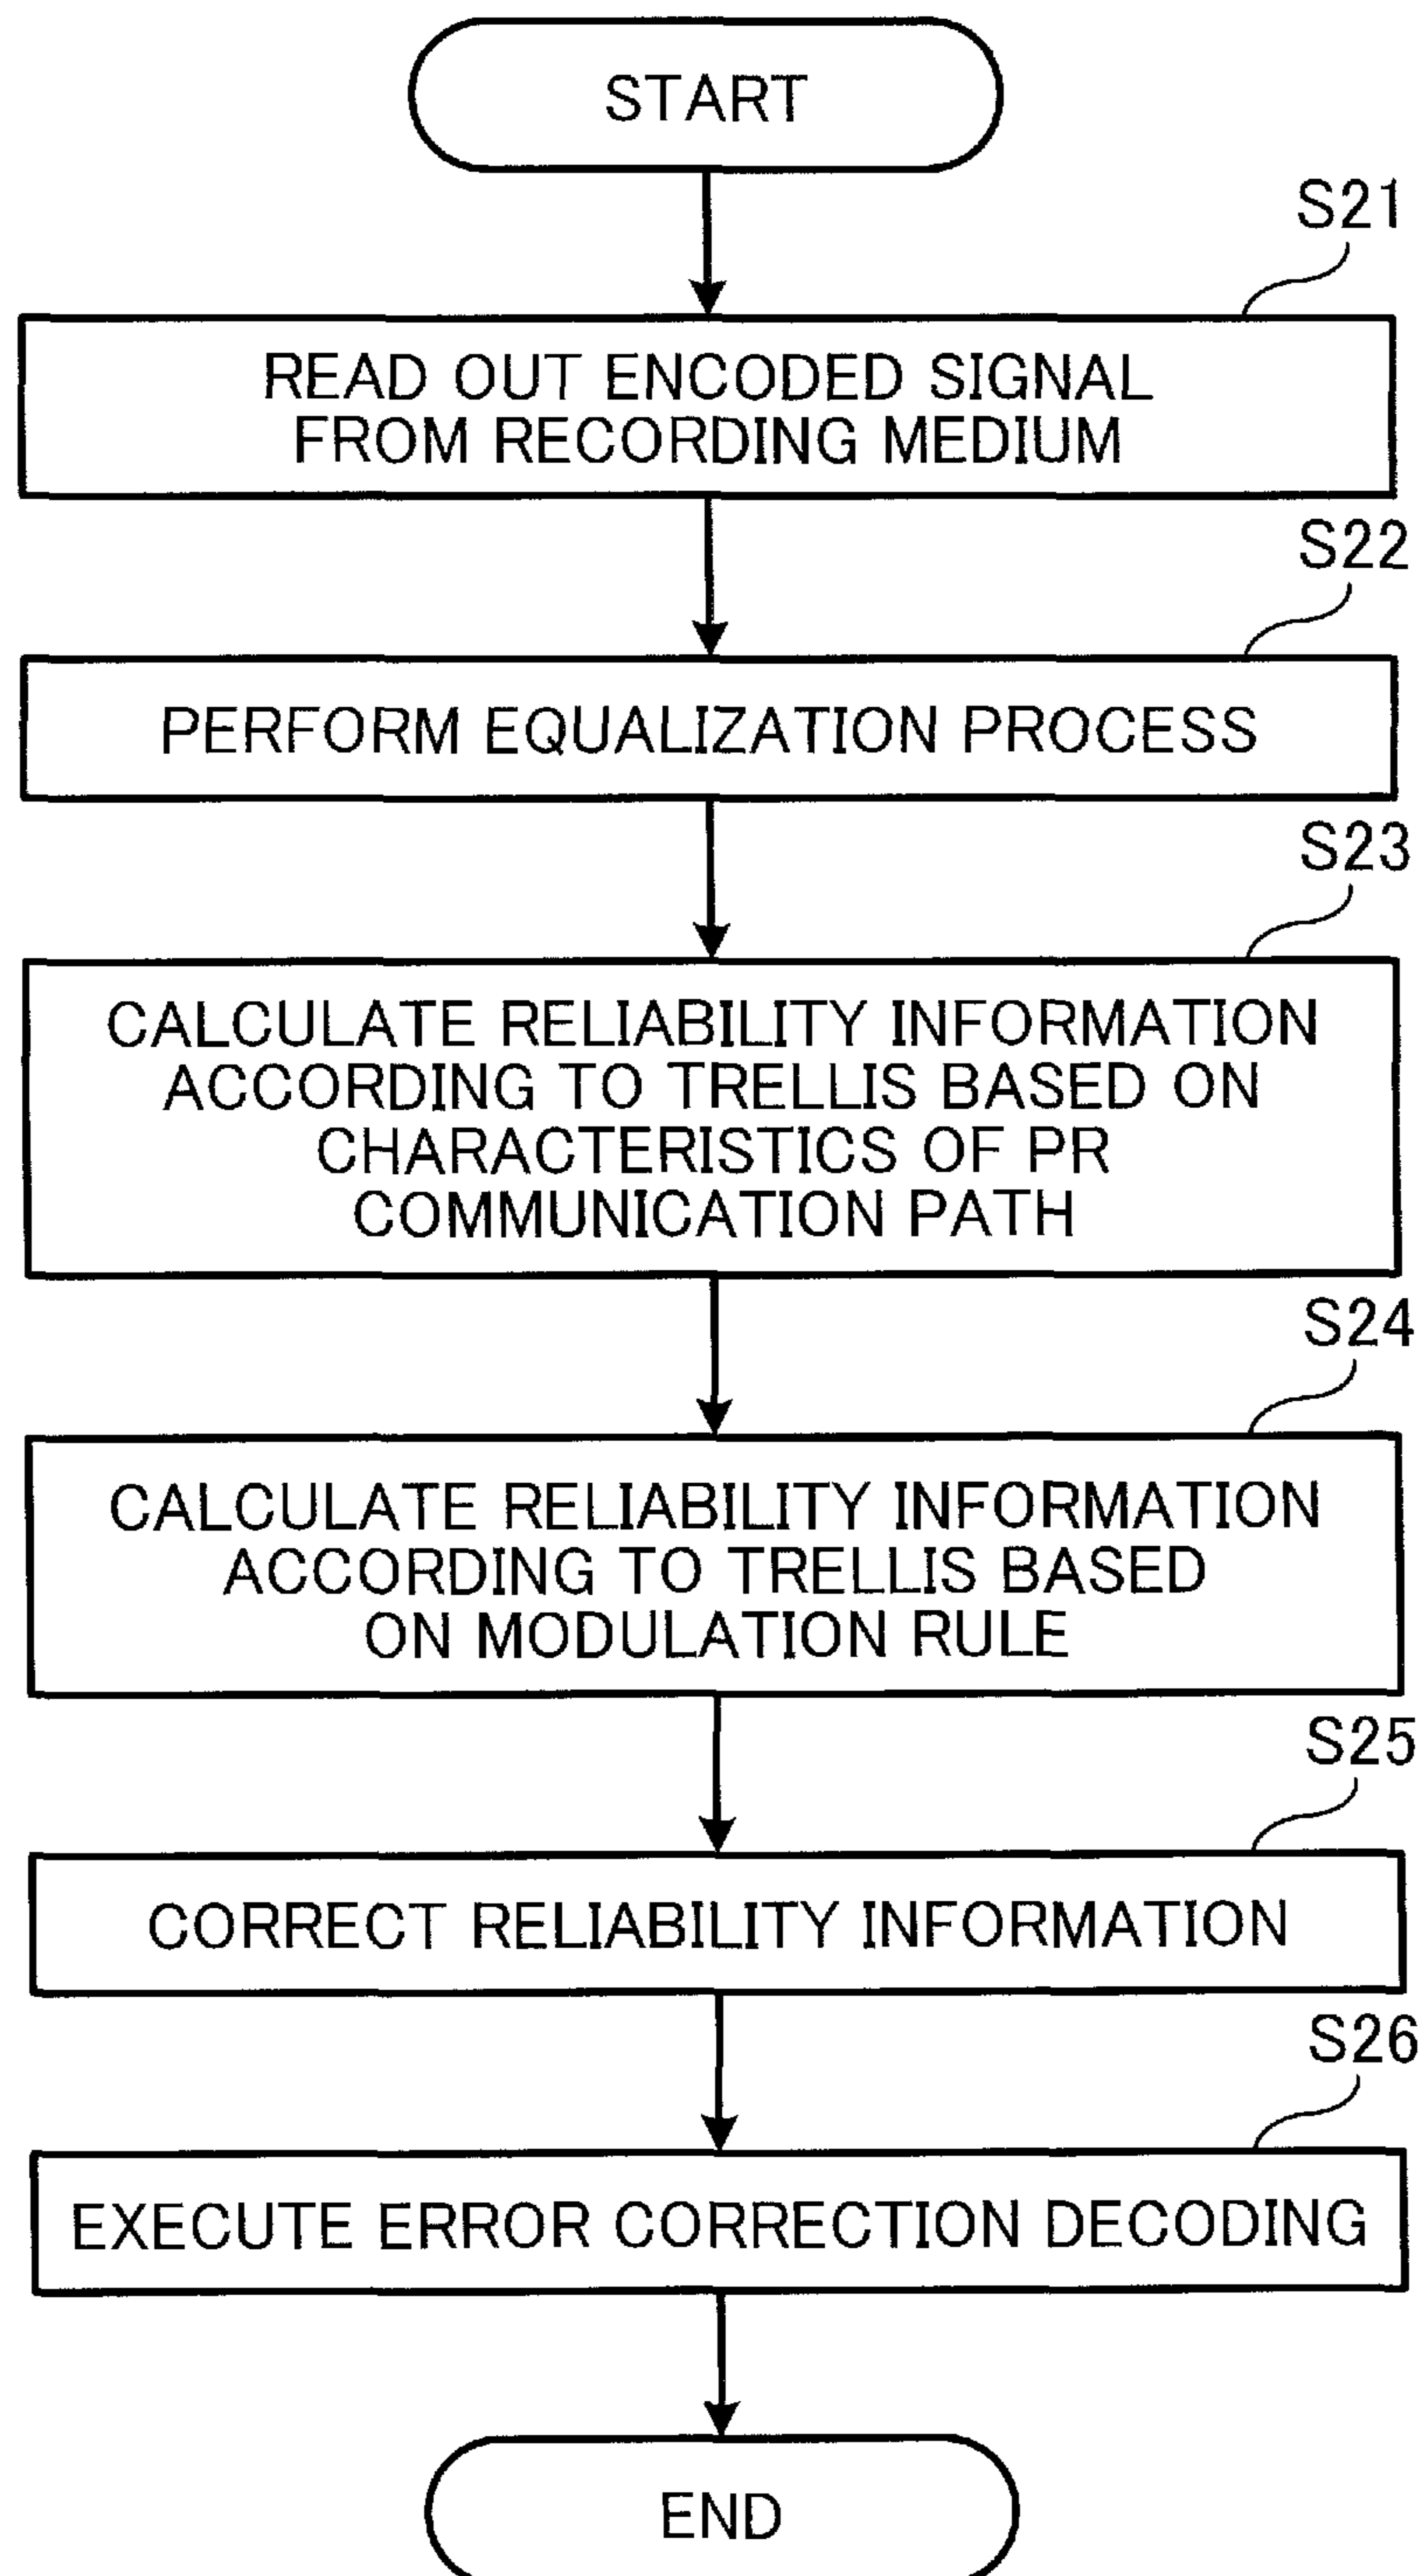 START
S21
READ OUT ENCODED SIGNAL
FROM RECORDING MEDIUM
S22
PERFORM EQUALIZATION PROCESS
S23
CALCULATE RELIABILITY INFORMATION
ACCORDING TO TRELLIS BASED ON
CHARACTERISTICS OF PR
COMMUNICATION PATH
S24
CALCULATE RELIABILITY INFORMATION
ACCORDING TO TRELLIS BASED
ON MODULATION RULE
S25
CORRECT RELIABILITY INFORMATION
S26
EXECUTE ERROR CORRECTION DECODING
END